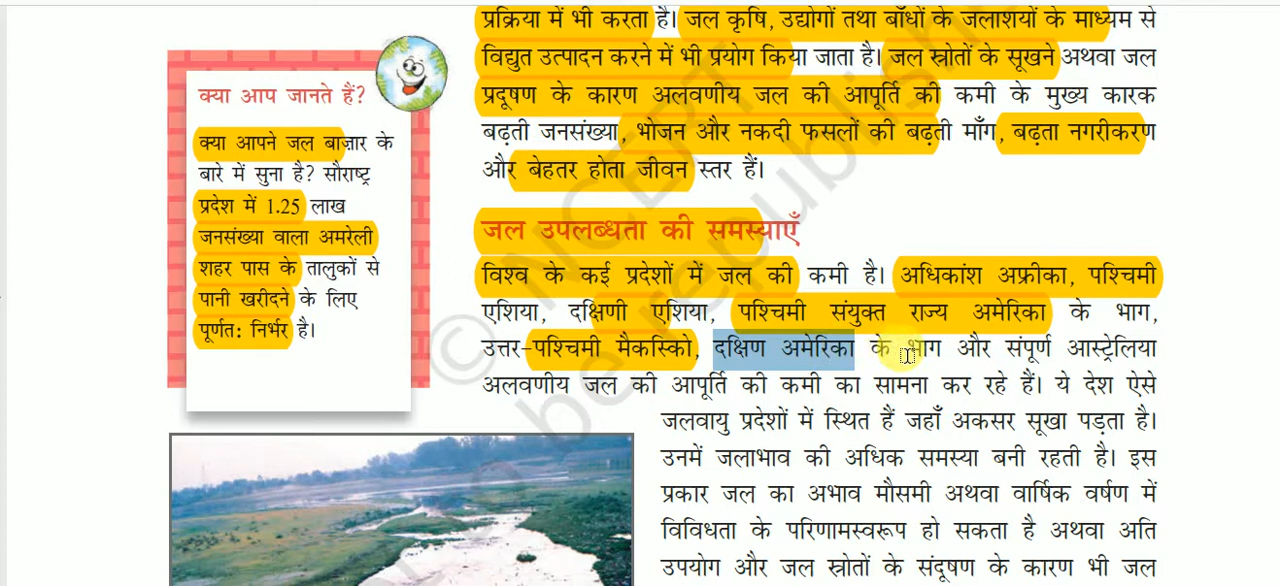 प्रक्रिया में भी करता है। जल कृषि, उद्योगों तथा बाँधों के जलाशयों के माध्यम से
विद्युत उत्पादन करने में भी प्रयोग किया जाता है। जल स्रोतों के सूखने अथवा जल
प्रदूषण के कारण अलवणीय जल की आपूर्ति की कमी के मुख्य कारक
बढ़ती जनसंख्या, भोजन और नकदी फसलों की बढ़ती माँग, बढ़ता नगरीकरण
और बेहतर होता जीवन स्तर हैं।
क्या आप जानते हैं?
क्या आपने जल बाजार के
बारे में सुना है? सौराष्ट्र
प्रदेश में 1.25 लाख
जनसंख्या वाला अमरेली
शहर पास के तालुकों से
पानी खरीदने के लिए
पूर्णत: निर्भर है।
जल उपलब्धता की समस्याएँ
विश्व के कई प्रदेशों में जल की कमी है। अधिकांश अफ्रीका, पश्चिमी
एशिया, दक्षिणी एशिया, पश्चिमी संयुक्त राज्य अमेरिका के भाग,
उत्तर-पश्चिमी मैकस्िको, दक्षिण अमेरिका के भाग और संपूर्ण आस्ट्रेलिया
अलवणीय जल की आपूर्ति की कमी का सामना कर रहे हैं। ये देश ऐसे
जलवायु प्रदेशों में स्थित हैं जहाँ अकसर सूखा पड़ता है।
उनमें जलाभाव की अधिक समस्या बनी रहती है। इस
प्रकार जल का अभाव मौसमी अथवा वार्षिक वर्षण में
विविधता के परिणामस्वरूप हो सकता है अथवा अति
उपयोग और जल स्रोतों के संदूषण के कारण भी जल
© NCERT
be republishe